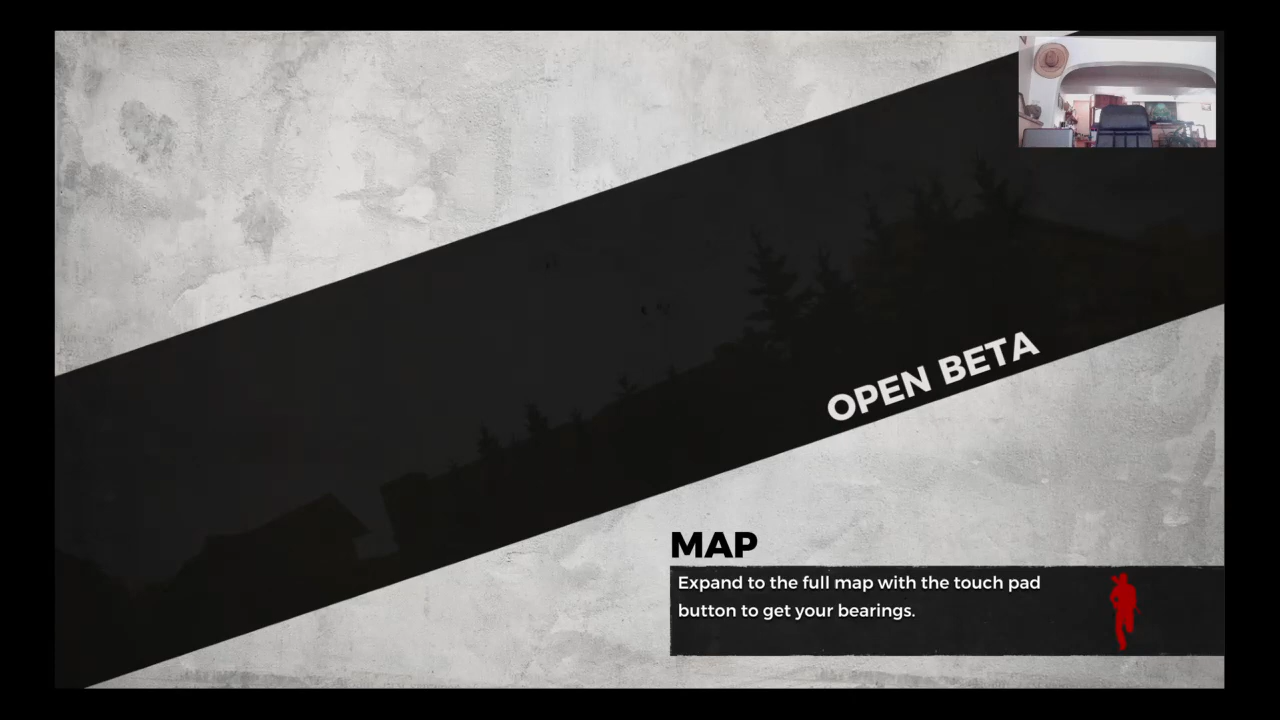 OPEN BETA
MAP
Expand to the full map with the touch pad
button to get your bearings.